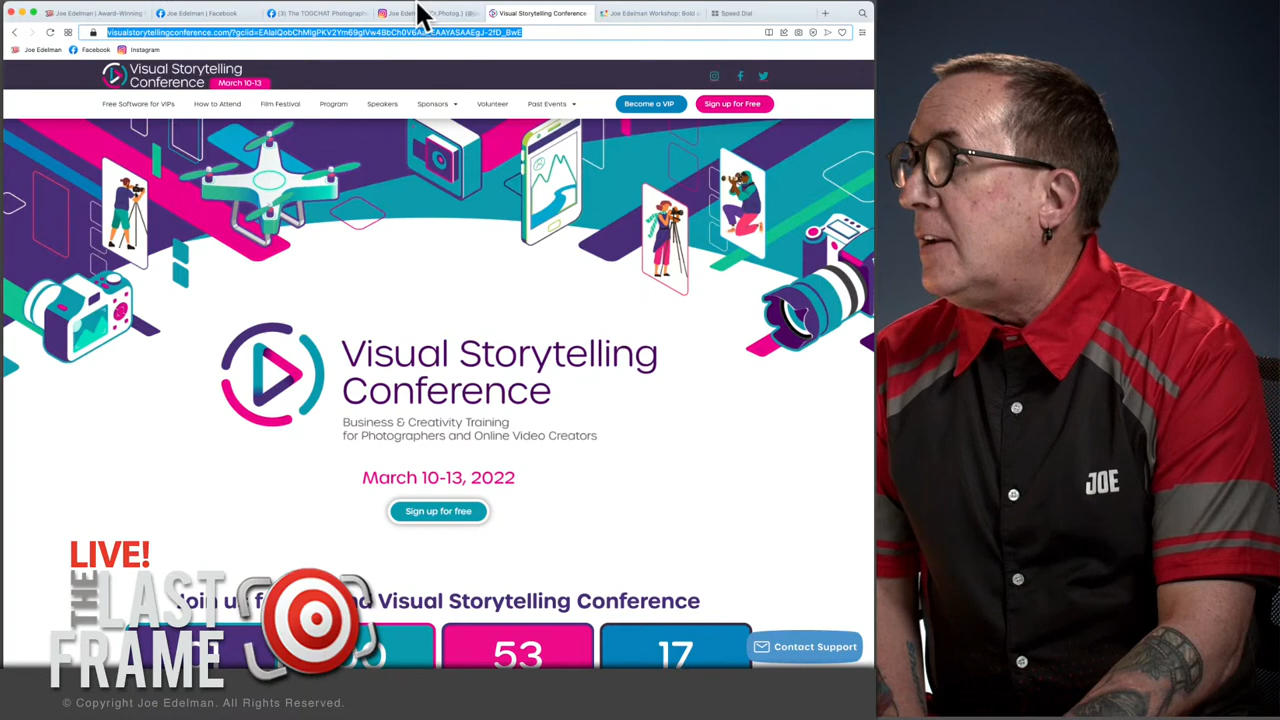 Joe Edelman | Award-Winning
Joe Edelman | Facebook
(3) The TOGCHAT Photograph
Visual Storytelling Conference
Joe Edelman Workshop: Bold
Speed Dial
Joe Edelman
Facebook
Instagram
Visual Storytelling
Conference
March 10-13
Free Software for VIPs
How to Attend
Film Festival
Program
Speakers
Sponsors
Volunteer
Past Events
Become a VIP
Sign up for Free
Visual Storytelling
Conference
Business & Creativity Training
for Photographers and Online Video Creators
March 10-13, 2022
Sign up for free
Visual Storytelling Conference
53
17
Contact Support
JOE
LIVE!
THE LAST
FRAME
© Copyright Joe Edelman. All Rights Reserve.